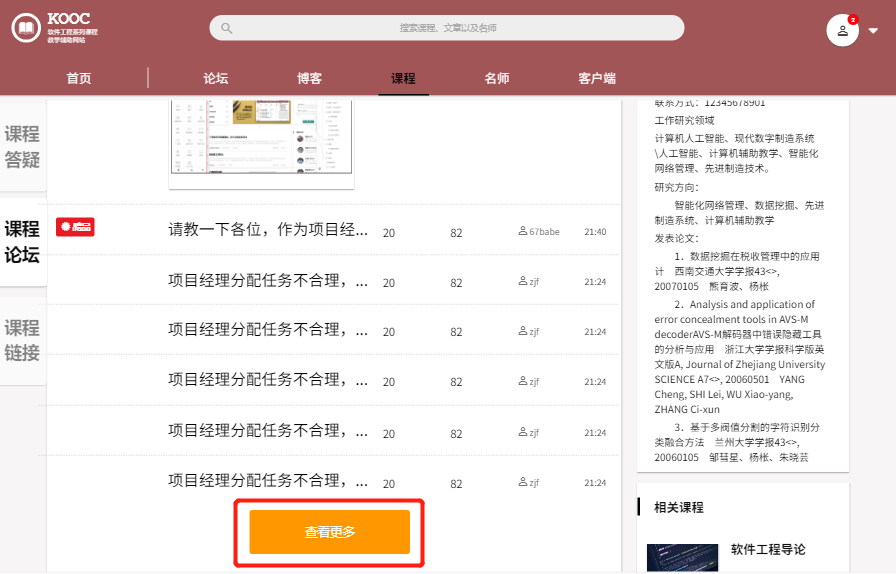 KOOC
软件工程系列课程
教学辅助网站
搜索课程、文章以及名师
2
首页
论坛
博客
课程
名师
客户端
课程
答疑
课程
论坛
课程
链接
请教一下各位，作为项目经... 20 82 67babe 21:40
项目经理分配任务不合理，... 20 82 zjf 21:24
项目经理分配任务不合理，... 20 82 zjf 21:24
项目经理分配任务不合理，... 20 82 zjf 21:24
项目经理分配任务不合理，... 20 82 zjf 21:24
项目经理分配任务不合理，... 20 82 zjf 21:24
查看更多
联系方式：12345678901
工作研究领域
计算机人工智能、现代数字制造系统
\人工智能、计算机辅助教学、智能化
网络管理、先进制造技术。
研究方向：
智能化网络管理、数据挖掘、先进
制造系统、计算机辅助教学
发表论文：
1、数据挖掘在税收管理中的应用
计 西南交通大学学报43<>,
20070105 熊育波、杨枨
2、Analysis and application of
error concealment tools in AVS-M
decoderAVS-M解码器中错误隐藏工具
的分析与应用 浙江大学学报科学版英
文版A, Journal of Zhejiang University
SCIENCE A7<>, 20060501 YANG
Cheng, SHI Lei, WU Xiao-yang,
ZHANG Ci-xun
3、基于多阀值分割的字符识别分
类融合方法 兰州大学学报43<>,
20060105 邹彗星、杨枨、朱晓芸
相关课程
软件工程导论